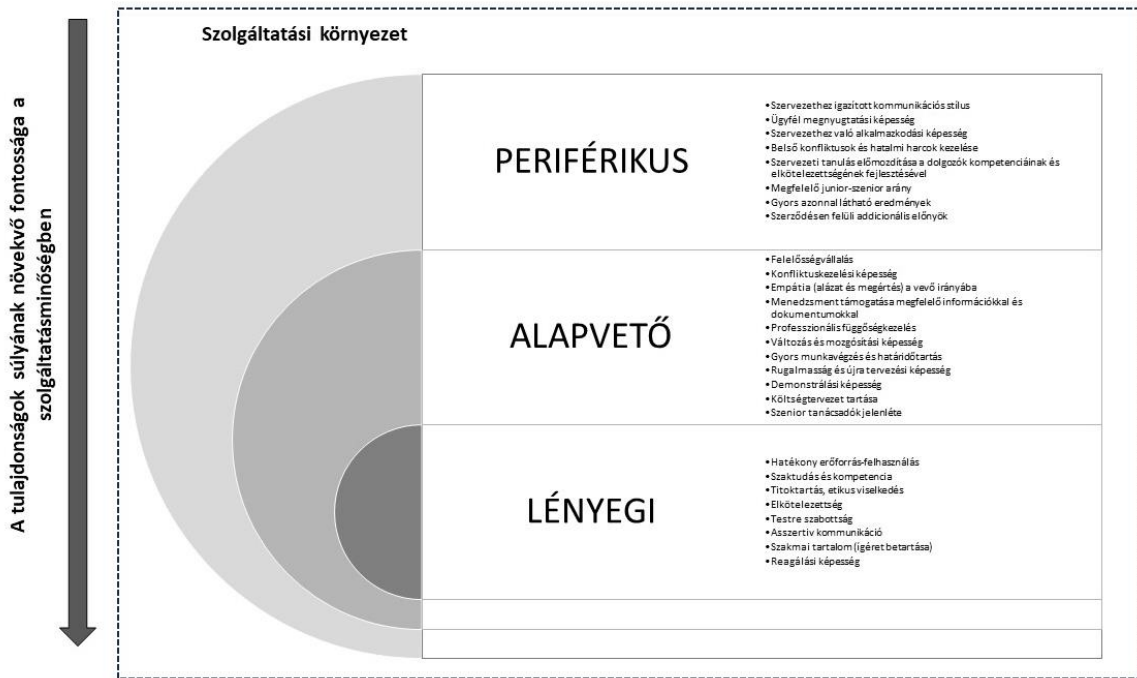 A tulajdonságok súlyának növekvő fontossága a
szolgáltatásminőségben
Szolgáltatási környezet
PERIFÉRIKUS
• Szervezethez igazított kommunikációs stílus
• Ügyfél megnyugtatási képesség
• Szervezethez való alkalmazkodási képesség
• Belső konfliktusok és hatalmi harcok kezelése
• Szervezeti tanulás előmozdítása a dolgozók kompetenciáinak és
elkötelezettségének fejlesztésével
• Megfelelő junior-szenior arány
• Gyors azonnal látható eredmények
• Szerződésen felüli addicionális előnyök
ALAPVETŐ
• Felelősségvállalás
• Konfliktuskezelési képesség
• Empátia (alázat és megértés) a vevő irányába
• Menedzsment támogatása megfelelő információkkal és
dokumentumokkal
• Professzionális függőségkezelés
• Változás és mozgósítási képesség
• Gyors munkavégzés és határidőtartás
• Rugalmasság és újra tervezési képesség
• Demonstrálási képesség
• Költségtervezet tartása
• Szenior tanácsadók jelenléte
LÉNYEGI
• Hatékony erőforrás-felhasználás
• Szaktudás és kompetencia
• Titoktartás, etikus viselkedés
• Elkötelezettség
• Testre szabottság
• Asszertív kommunikáció
• Szakmai tartalom (ígéret betartása)
• Reagálási képesség